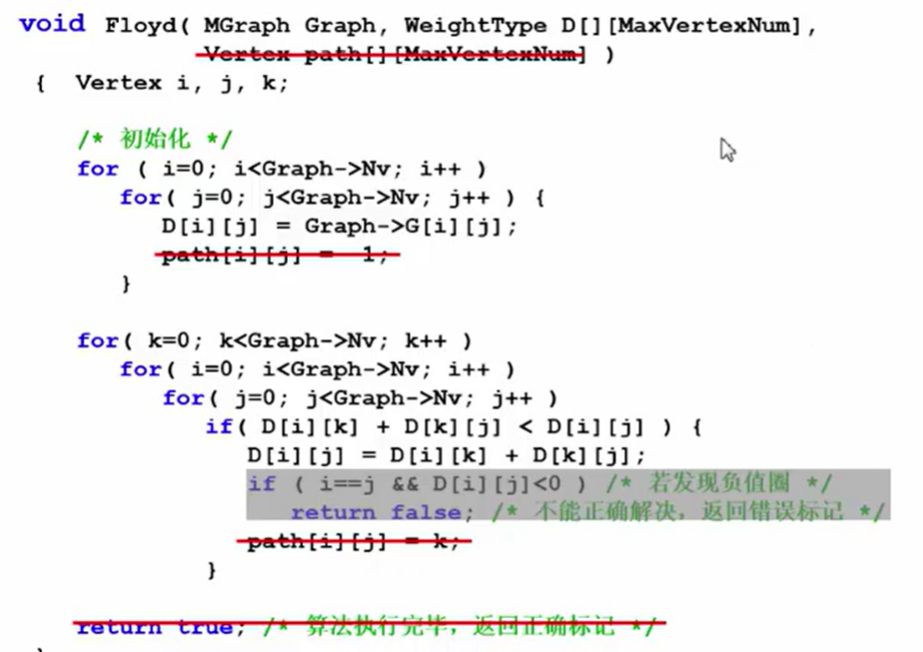 void Floyd( MGraph Graph, WeightType D[][MaxVertexNum],
Vertex path[][MaxVertexNum] )
{ Vertex i, j, k;
/* 初始化 */
for ( i=0; i<Graph->Nv; i++ )
for( j=0; j<Graph->Nv; j++ ) {
D[i][j] = Graph->G[i][j];
path[i][j] = 1;
}
for( k=0; k<Graph->Nv; k++ )
for( i=0; i<Graph->Nv; i++ )
for( j=0; j<Graph->Nv; j++ )
if( D[i][k] + D[k][j] < D[i][j] ) {
D[i][j] = D[i][k] + D[k][j];
if ( i==j && D[i][j]<0 ) /* 若发现负值圈 */
return false; /* 不能正确解决，返回错误标记 */
path[i][j] = k;
}
return true; /* 算法执行完毕，返回正确标记 */